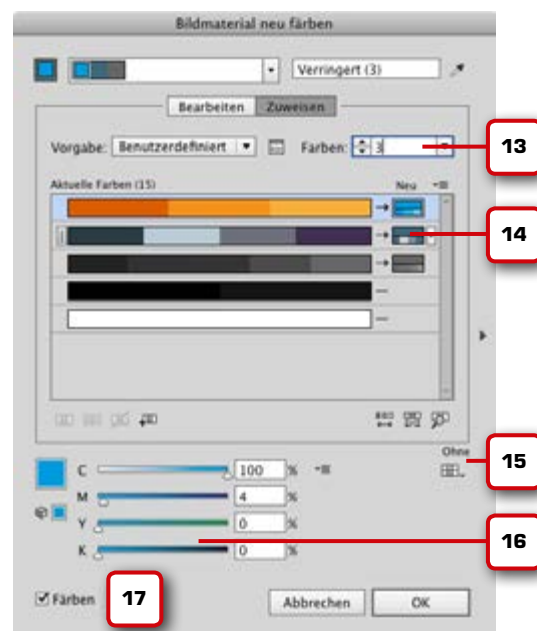 Bildmaterial neu färben
Verringert (3)
Bearbeiten Zuweisen
Vorgabe: Benutzerdefiniert Farben: 3
13
Aktuelle Farben (15) Neu
14
Ohne
15
C 100 %
M 4 %
Y 0 %
16
K 0 %
Färben 17 Abbrechen OK